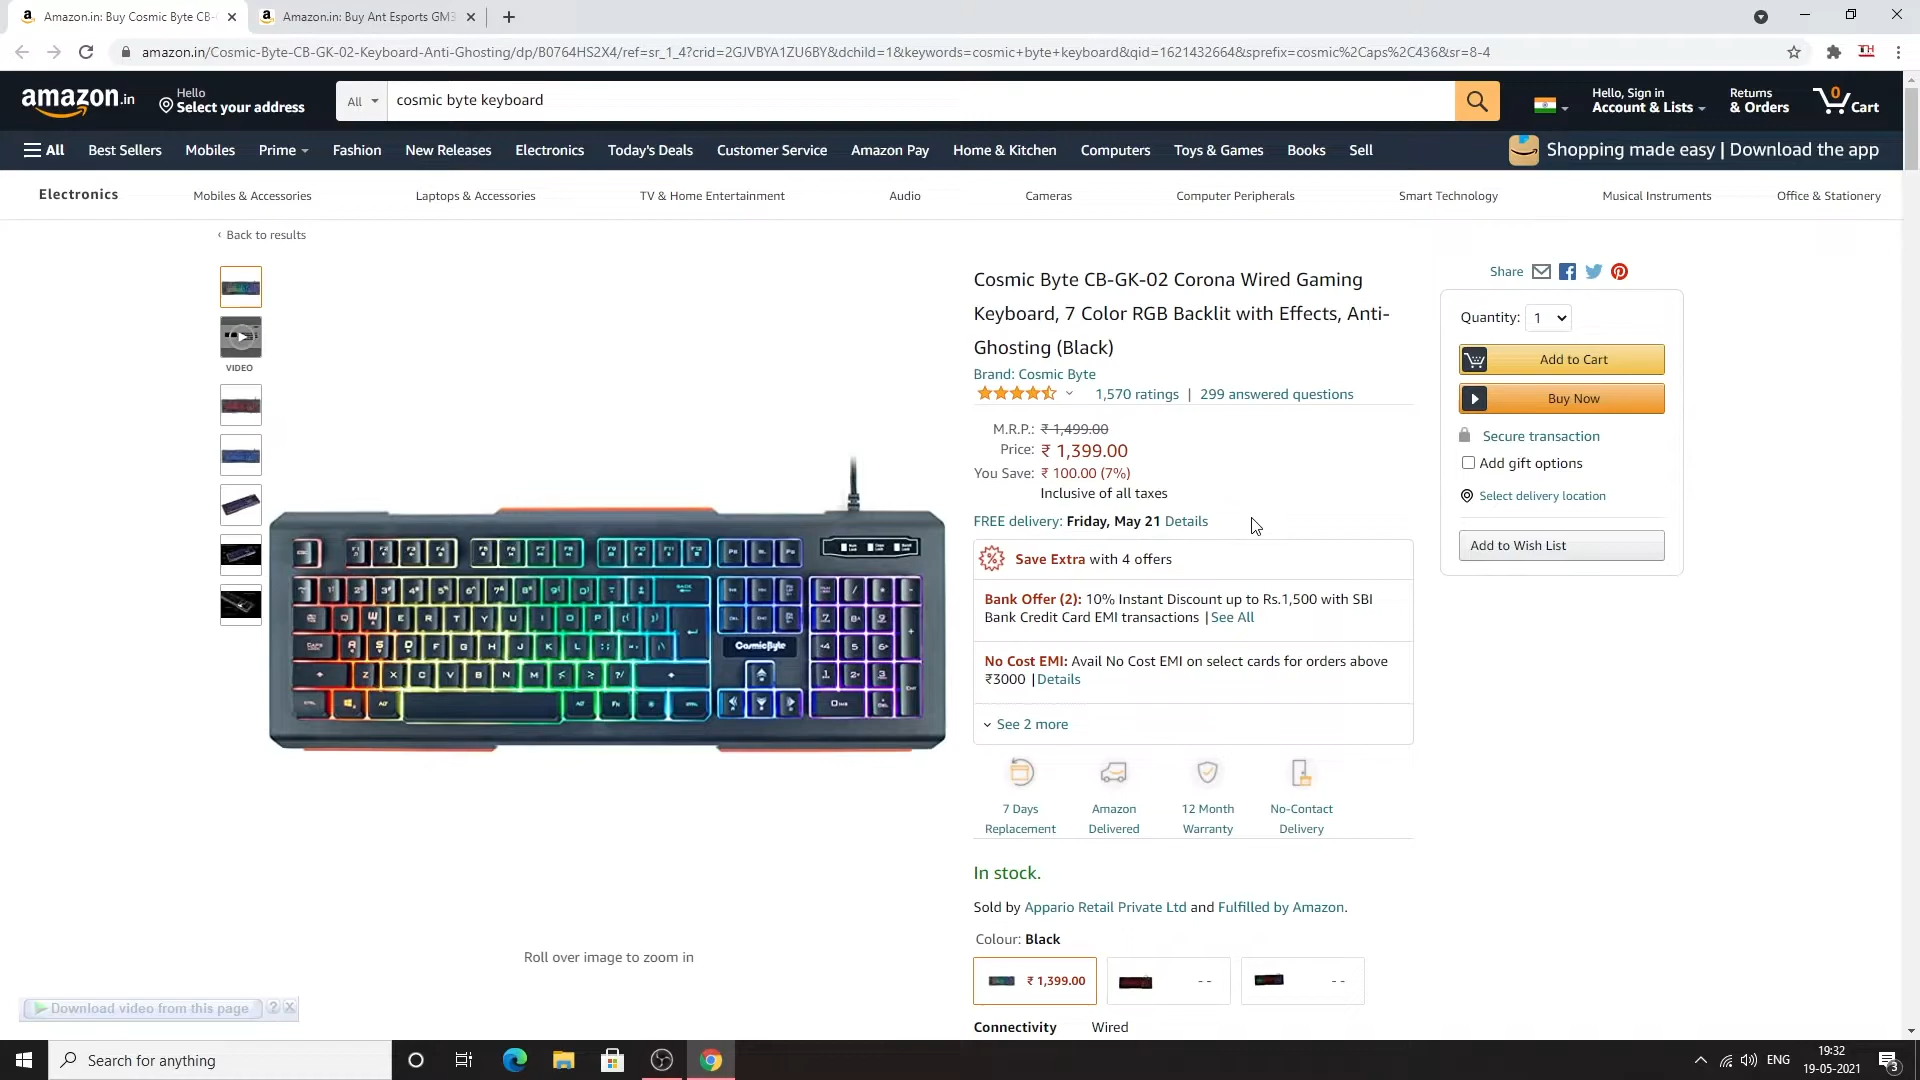 Amazon.in: Buy Cosmic Byte CB-
Amazon.in: Buy Ant Esports GM3
amazon.in/Cosmic-Byte-CB-GK-02-Keyboard-Anti-Ghosting/dp/B0764HS2X4/ref=sr_1_4?crid=2GJVBYA1ZU6BY&dchild=1&keywords=cosmic+byte+keyboard&qid=1621432664&sprefix=cosmic%2Caps%2C436&sr=8-4
amazon.in
Hello
Select your address
All
cosmic byte keyboard
Hello, Sign in
Account & Lists
Returns
& Orders
0
Cart
All Best Sellers Mobiles Prime Fashion New Releases Electronics Today's Deals Customer Service Amazon Pay Home & Kitchen Computers Toys & Games Books Sell
Shopping made easy | Download the app
Electronics Mobiles & Accessories Laptops & Accessories TV & Home Entertainment Audio Cameras Computer Peripherals Smart Technology Musical Instruments Office & Stationery
‹ Back to results
VIDEO
CosmicByte
Roll over image to zoom in
Cosmic Byte CB-GK-02 Corona Wired Gaming
Keyboard, 7 Color RGB Backlit with Effects, Anti-
Ghosting (Black)
Brand: Cosmic Byte
1,570 ratings | 299 answered questions
M.R.P.: ₹ 1,499.00
Price: ₹ 1,399.00
You Save: ₹ 100.00 (7%)
Inclusive of all taxes
FREE delivery: Friday, May 21 Details
Save Extra with 4 offers
Bank Offer (2): 10% Instant Discount up to Rs.1,500 with SBI
Bank Credit Card EMI transactions | See All
No Cost EMI: Avail No Cost EMI on select cards for orders above
₹3000 | Details
See 2 more
7 Days
Replacement
Amazon
Delivered
12 Month
Warranty
No-Contact
Delivery
In stock.
Sold by Appario Retail Private Ltd and Fulfilled by Amazon.
Colour: Black
₹ 1,399.00
- -
- -
Connectivity Wired
Share
Quantity: 1
Add to Cart
Buy Now
Secure transaction
Add gift options
Select delivery location
Add to Wish List
Download video from this page ?
Search for anything
ENG
19:32
19-05-2021
3